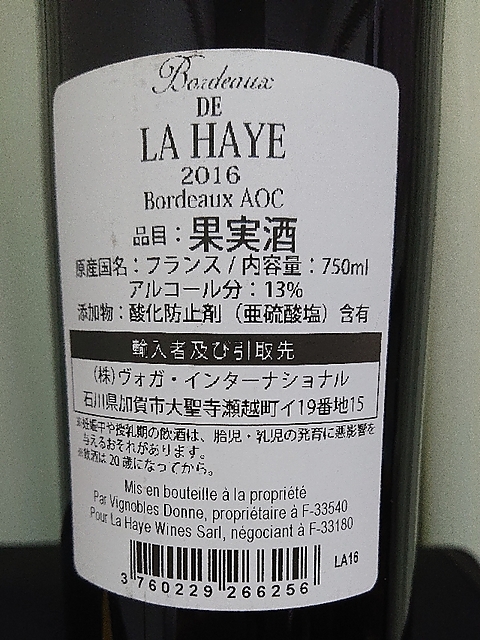 Bordeaux
DE
LA HAYE
2016
Bordeaux AOC
品目：果実酒
原産国名：フランス / 内容量：750ml
アルコール分：13%
添加物：酸化防止剤（亜硫酸塩）含有
輸入者及び引取先
（株）ヴォガ・インターナショナル
石川県加賀市大聖寺瀬越町イ19番地15
※妊娠中や授乳期の飲酒は、胎児・乳児の発育に悪影響を
与えるおそれがあります。
※飲酒は20歳になってから。
Mis en bouteille à la propriété
Par Vignobles Donne, propriétaire à F-33540
Pour La Haye Wines Sarl, négociant à F-33180
LA16
3 760229 266256